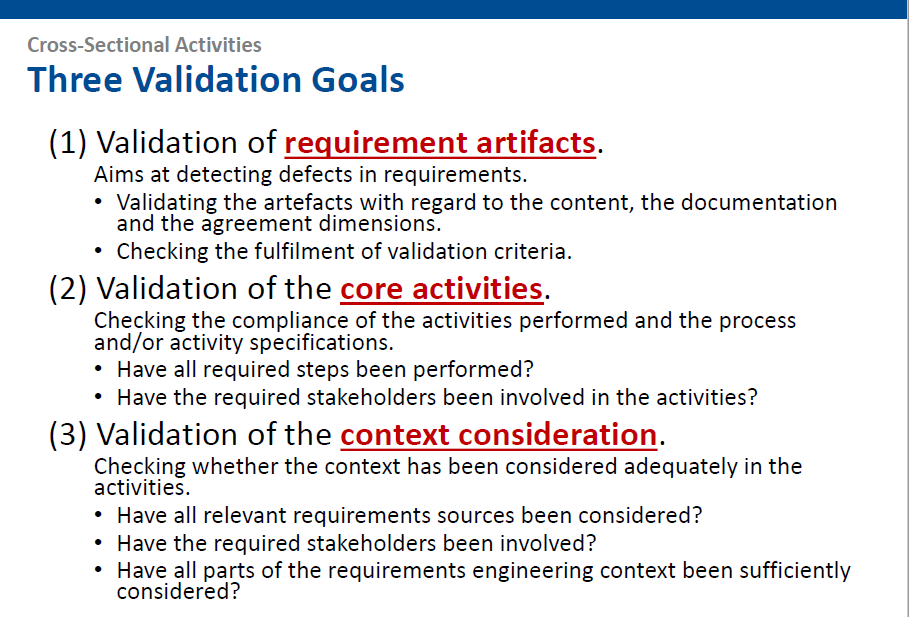 Cross-Sectional Activities
Three Validation Goals
(1) Validation of requirement artifacts.
Aims at detecting defects in requirements.
• Validating the artefacts with regard to the content, the documentation
and the agreement dimensions.
• Checking the fulfilment of validation criteria.
(2) Validation of the core activities.
Checking the compliance of the activities performed and the process
and/or activity specifications.
• Have all required steps been performed?
• Have the required stakeholders been involved in the activities?
(3) Validation of the context consideration.
Checking whether the context has been considered adequately in the
activities.
• Have all relevant requirements sources been considered?
• Have the required stakeholders been involved?
• Have all parts of the requirements engineering context been sufficiently
considered?